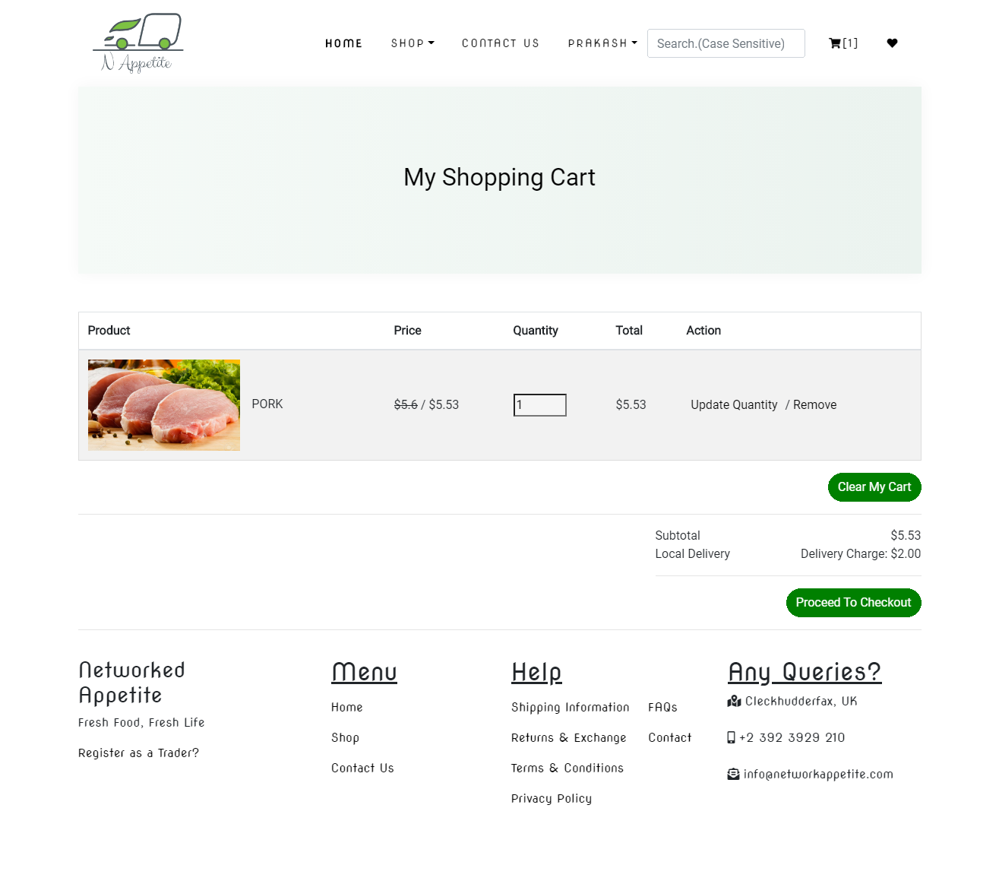 N Appetite
HOME SHOP CONTACT US PRAKASH Search.(Case Sensitive) [1]
My Shopping Cart
Product Price Quantity Total Action
PORK $5.6 / $5.53 1 $5.53 Update Quantity / Remove
Clear My Cart
Subtotal $5.53
Local Delivery Delivery Charge: $2.00
Proceed To Checkout
Networked
Appetite
Fresh Food, Fresh Life
Register as a Trader?
Menu
Home
Shop
Contact Us
Help
Shipping Information FAQs
Returns & Exchange Contact
Terms & Conditions
Privacy Policy
Any Queries?
Cleckhudderfax, UK
+2 392 3929 210
info@networkappetite.com